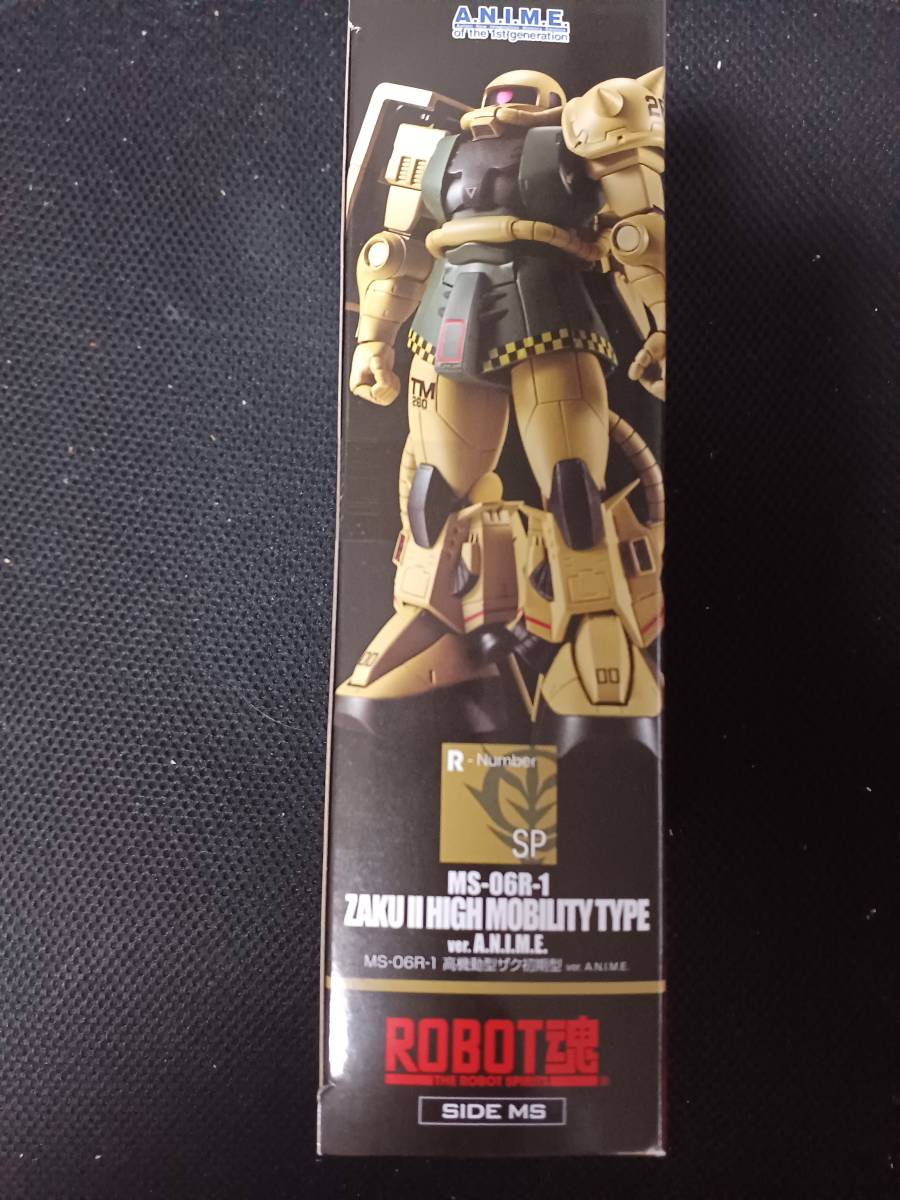 A.N.I.M.E.
of the 1st generation
TM
260
00
00
R - Number
SP
MS-06R-1
ZAKU II HIGH MOBILITY TYPE
ver. A.N.I.M.E.
MS-06R-1 高機動型ザク初期型 ver. A.N.I.M.E.
ROBOT魂
THE ROBOT SPIRITS
SIDE MS